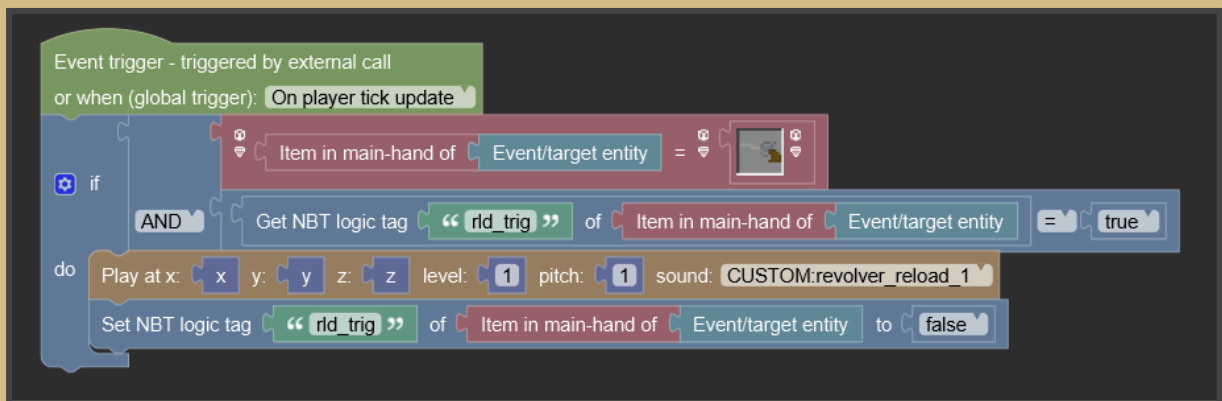 Event trigger - triggered by external call
or when (global trigger): On player tick update
Item in main-hand of Event/target entity =
if
AND Get NBT logic tag “ rld_trig ” of Item in main-hand of Event/target entity = true
do Play at x: x y: y z: z level: 1 pitch: 1 sound: CUSTOM:revolver_reload_1
Set NBT logic tag “ rld_trig ” of Item in main-hand of Event/target entity to false